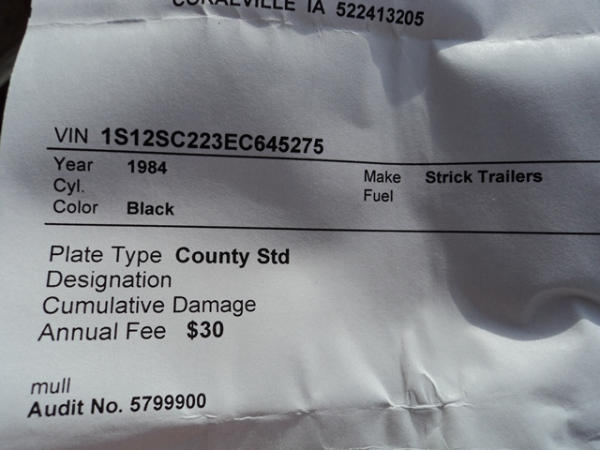 CORALVILLE IA 522413205
VIN 1S12SC223EC645275
Year 1984 Make Strick Trailers
Cyl. Fuel
Color Black
Plate Type County Std
Designation
Cumulative Damage
Annual Fee $30
mull
Audit No. 5799900